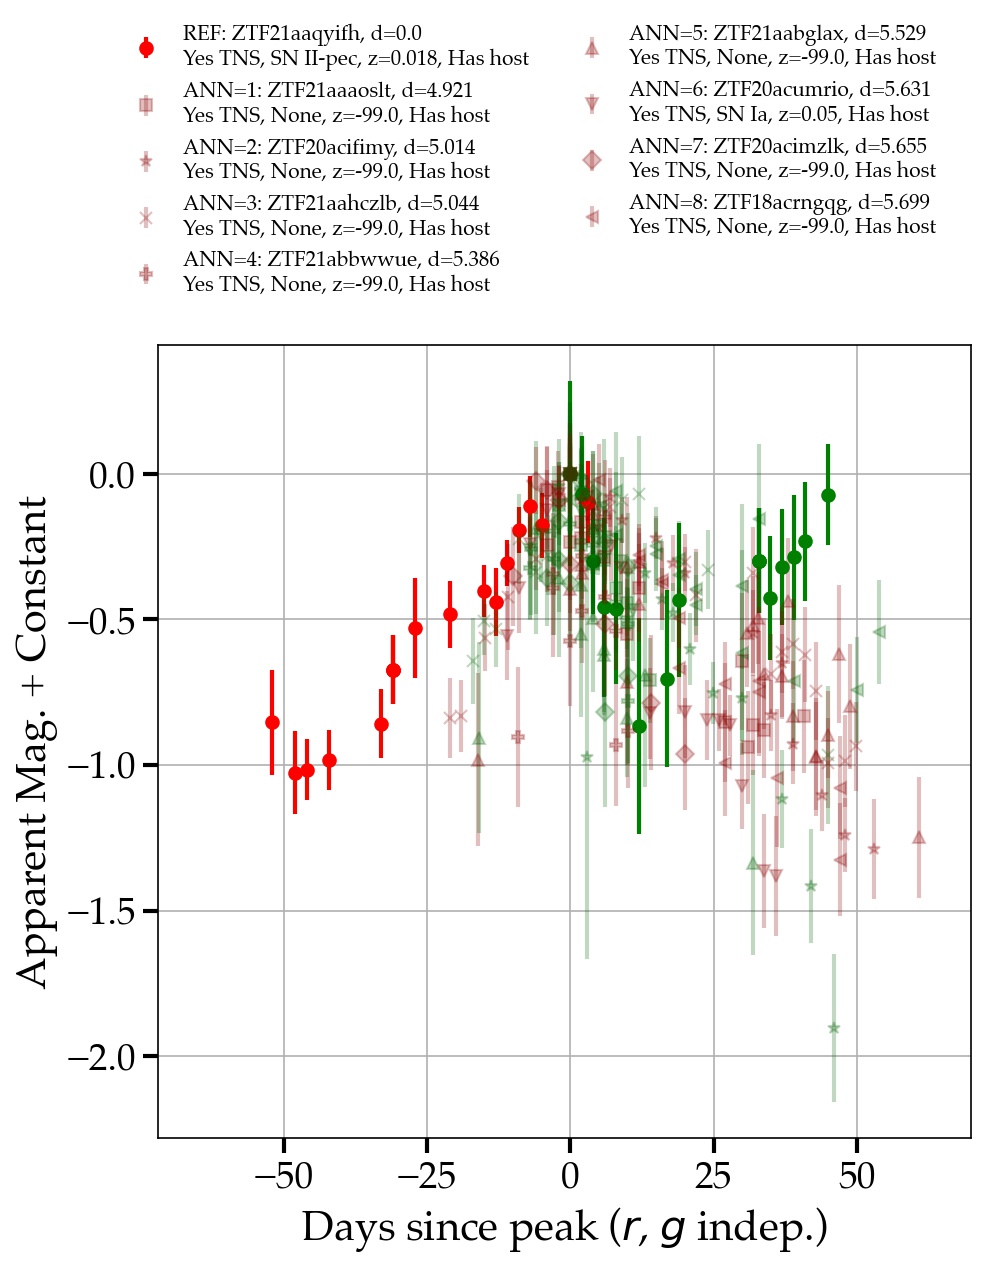 REF: ZTF21aaqyifh, d=0.0
Yes TNS, SN II-pec, z=0.018, Has host
ANN=1: ZTF21aaaoslt, d=4.921
Yes TNS, None, z=-99.0, Has host
ANN=2: ZTF20acifimy, d=5.014
Yes TNS, None, z=-99.0, Has host
ANN=3: ZTF21aahczlb, d=5.044
Yes TNS, None, z=-99.0, Has host
ANN=4: ZTF21abbwwue, d=5.386
Yes TNS, None, z=-99.0, Has host
ANN=5: ZTF21aabglax, d=5.529
Yes TNS, None, z=-99.0, Has host
ANN=6: ZTF20acumrio, d=5.631
Yes TNS, SN Ia, z=0.05, Has host
ANN=7: ZTF20acimzlk, d=5.655
Yes TNS, None, z=-99.0, Has host
ANN=8: ZTF18acrngqg, d=5.699
Yes TNS, None, z=-99.0, Has host
Apparent Mag. + Constant
0.0
−0.5
−1.0
−1.5
−2.0
−50 −25 0 25 50
Days since peak (r, g indep.)